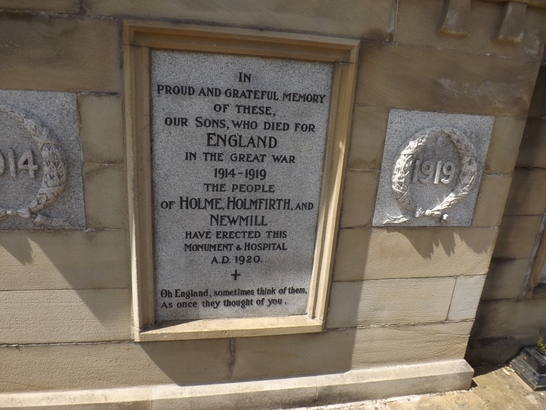 IN
PROUD AND GRATEFUL MEMORY
OF THESE,
OUR SONS, WHO DIED FOR
ENGLAND
IN THE GREAT WAR
1914-1919
THE PEOPLE
OF HOLME, HOLMFIRTH, AND
NEWMILL
HAVE ERECTED THIS
MONUMENT & HOSPITAL
A.D. 1920.
Oh England, sometimes think of them,
As once they thought of you.
914
1919